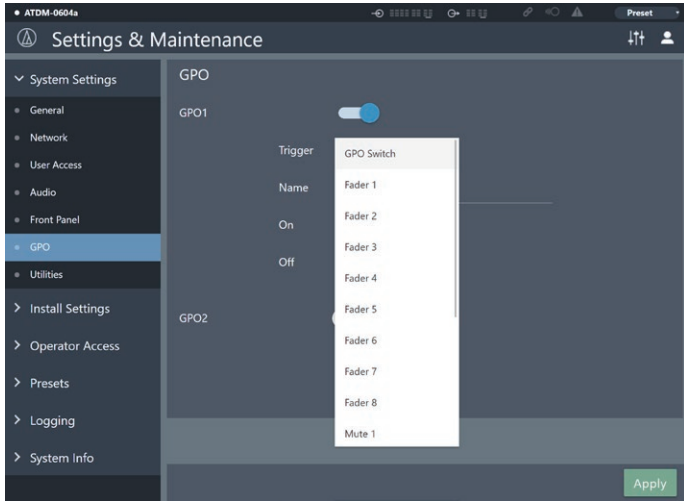 ATDM-0604a
Preset
Settings & Maintenance
System Settings
General
Network
User Access
Audio
Front Panel
GPO
Utilities
Install Settings
Operator Access
Presets
Logging
System Info
GPO
GPO1
Trigger
Name
On
Off
GPO2
GPO Switch
Fader 1
Fader 2
Fader 3
Fader 4
Fader 5
Fader 6
Fader 7
Fader 8
Mute 1
Apply